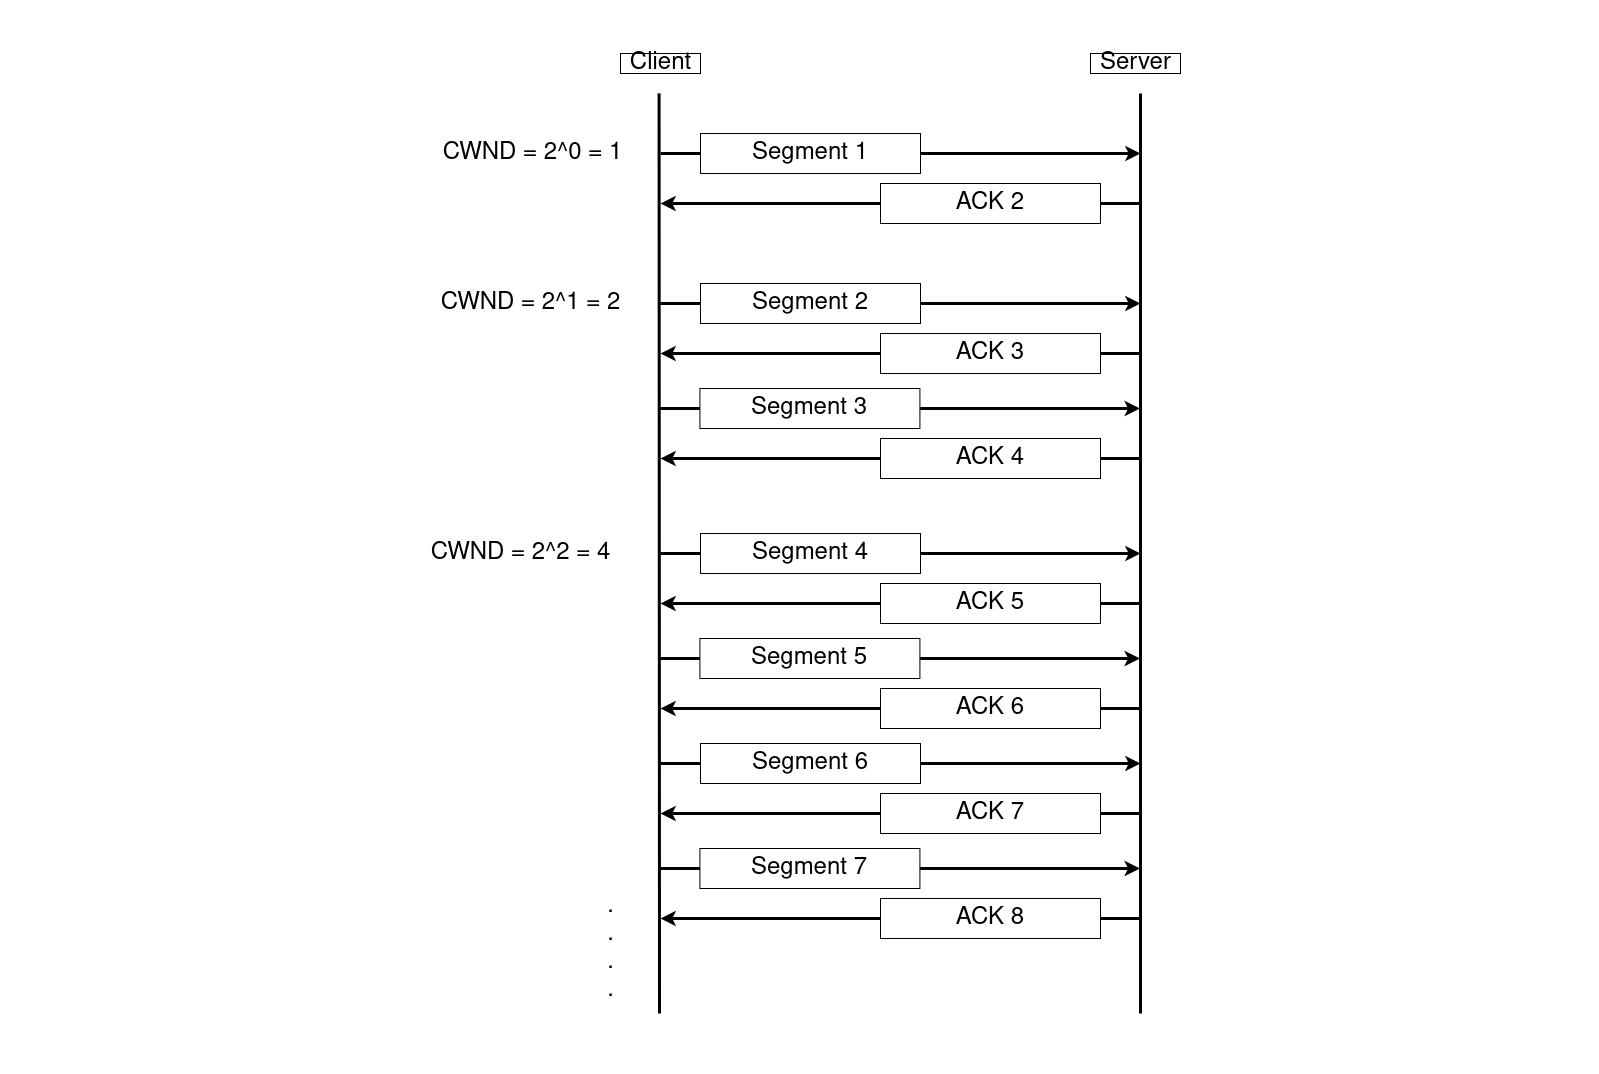 Client
Server
CWND = 2^0 = 1
Segment 1
ACK 2
CWND = 2^1 = 2
Segment 2
ACK 3
Segment 3
ACK 4
CWND = 2^2 = 4
Segment 4
ACK 5
Segment 5
ACK 6
Segment 6
ACK 7
Segment 7
.
ACK 8
.
.
.